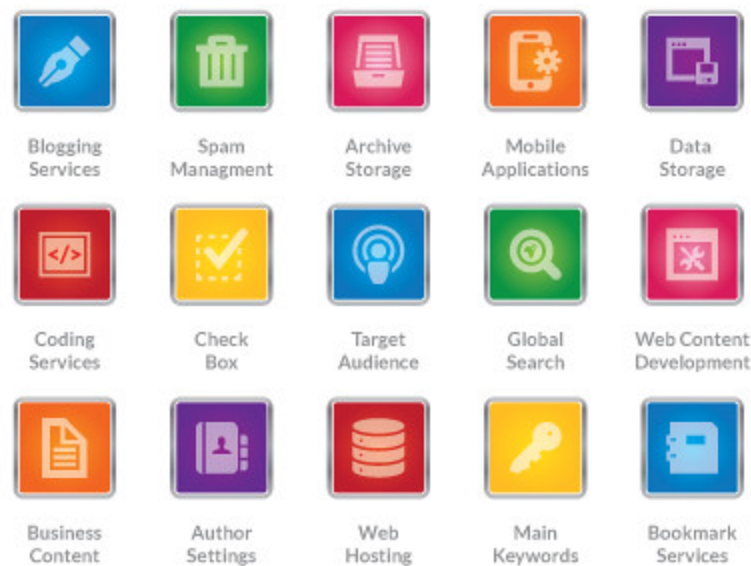 Blogging
Services
Spam
Managment
Archive
Storage
Mobile
Applications
Data
Storage
</>
Coding
Services
Check
Box
Target
Audience
Global
Search
Web Content
Development
Business
Content
Author
Settings
Web
Hosting
Main
Keywords
Bookmark
Services